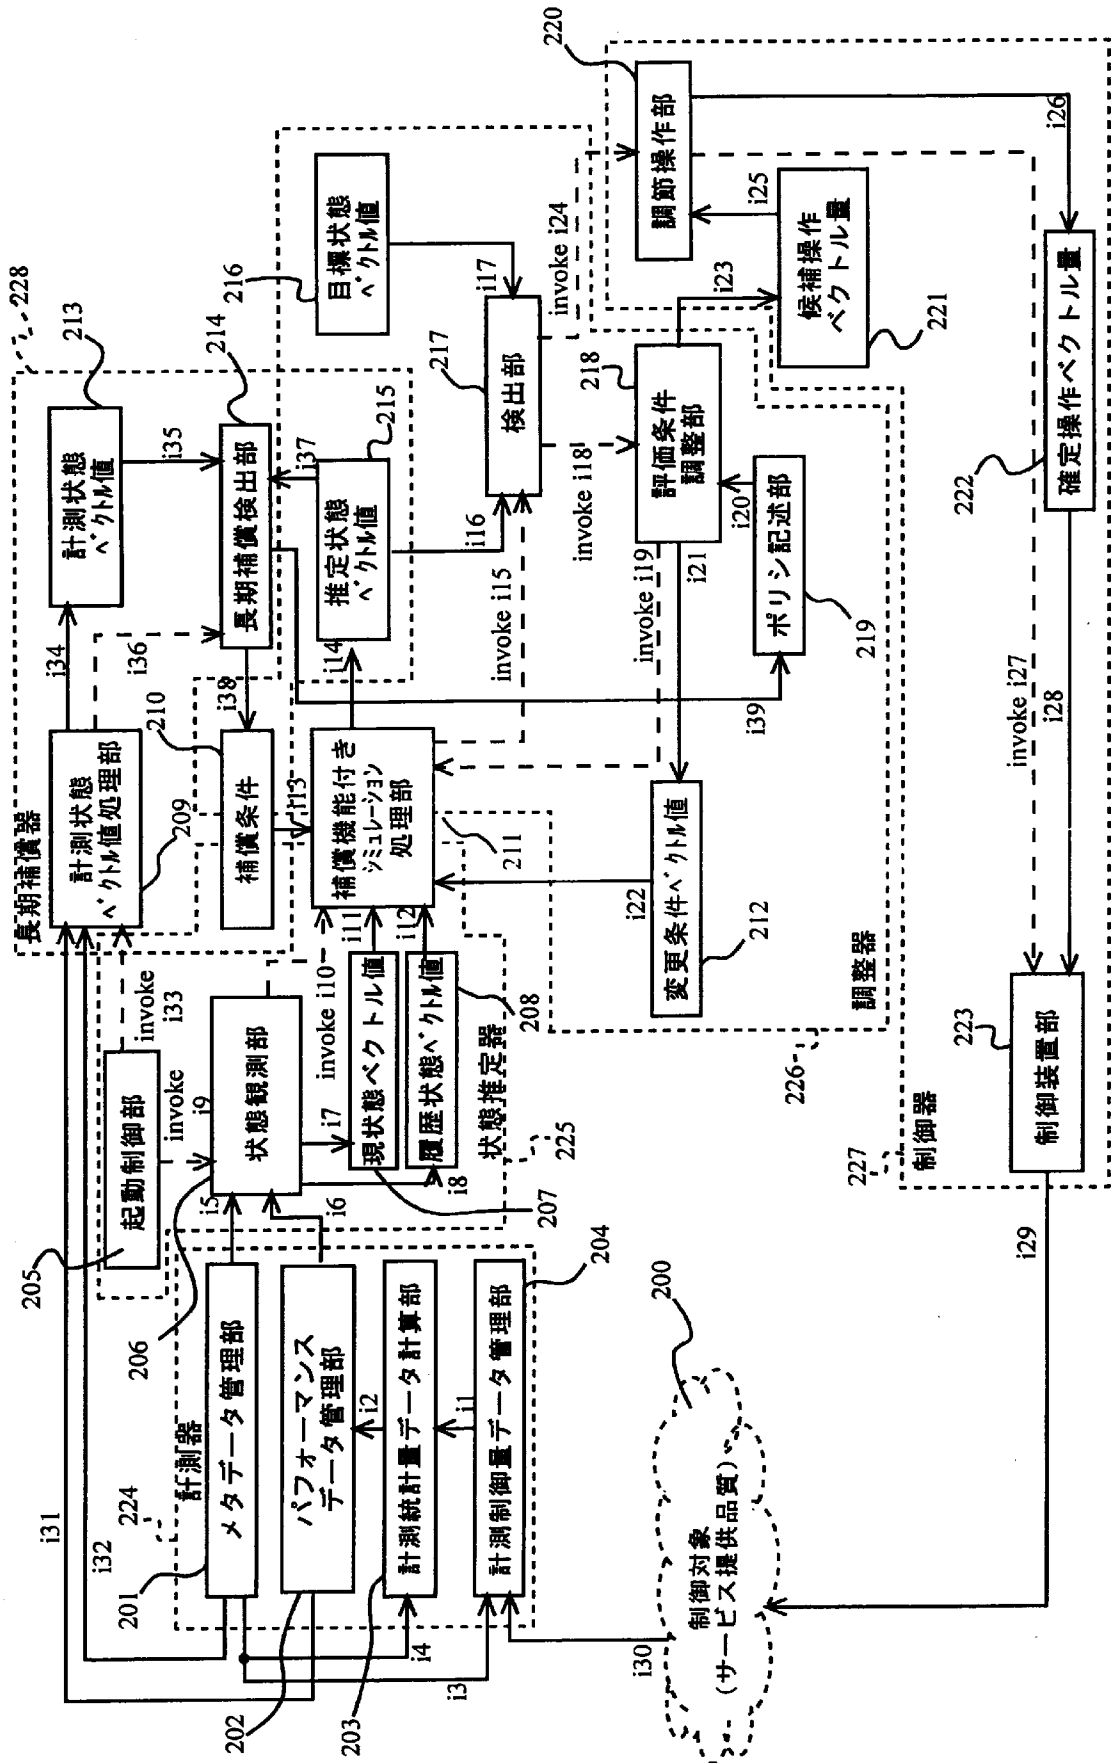 長期補償器
228
i31
i32
i34
i36
i35
計測状態
ベクトル値
213
計測状態
ベクトル値処理部
209
210
i38
長期補償検出部
214
補償条件
i13
i37
205
起動制御部
invoke
i33
invoke
i9
206
状態観測部
i5
i6
i7
i8
invoke i10
i11
i12
補償機能付き
シミュレーション
処理部
211
i14
推定状態
ベクトル値
215
目標状態
ベクトル値
216
i17
i16
invoke i15
検出部
217
invoke i24
invoke i18
現状態ベクトル値
207
履歴状態ベクトル値
208
状態推定器
225
計測器
224
201
メタデータ管理部
パフォーマンス
データ管理部
202
i2
計測統計量データ計算部
203
i4
i1
計測制御量データ管理部
204
i3
i30
制御対象
(サービス提供品質)
200
i22
変更条件ベクトル値
212
invoke i19
i21
評価条件
調整部
218
i20
i39
ポリシ記述部
219
i23
調整器
226
220
調節操作部
i25
候補操作
ベクトル量
221
i26
確定操作ベクトル量
222
invoke i27
i28
制御装置部
223
制御器
227
i29